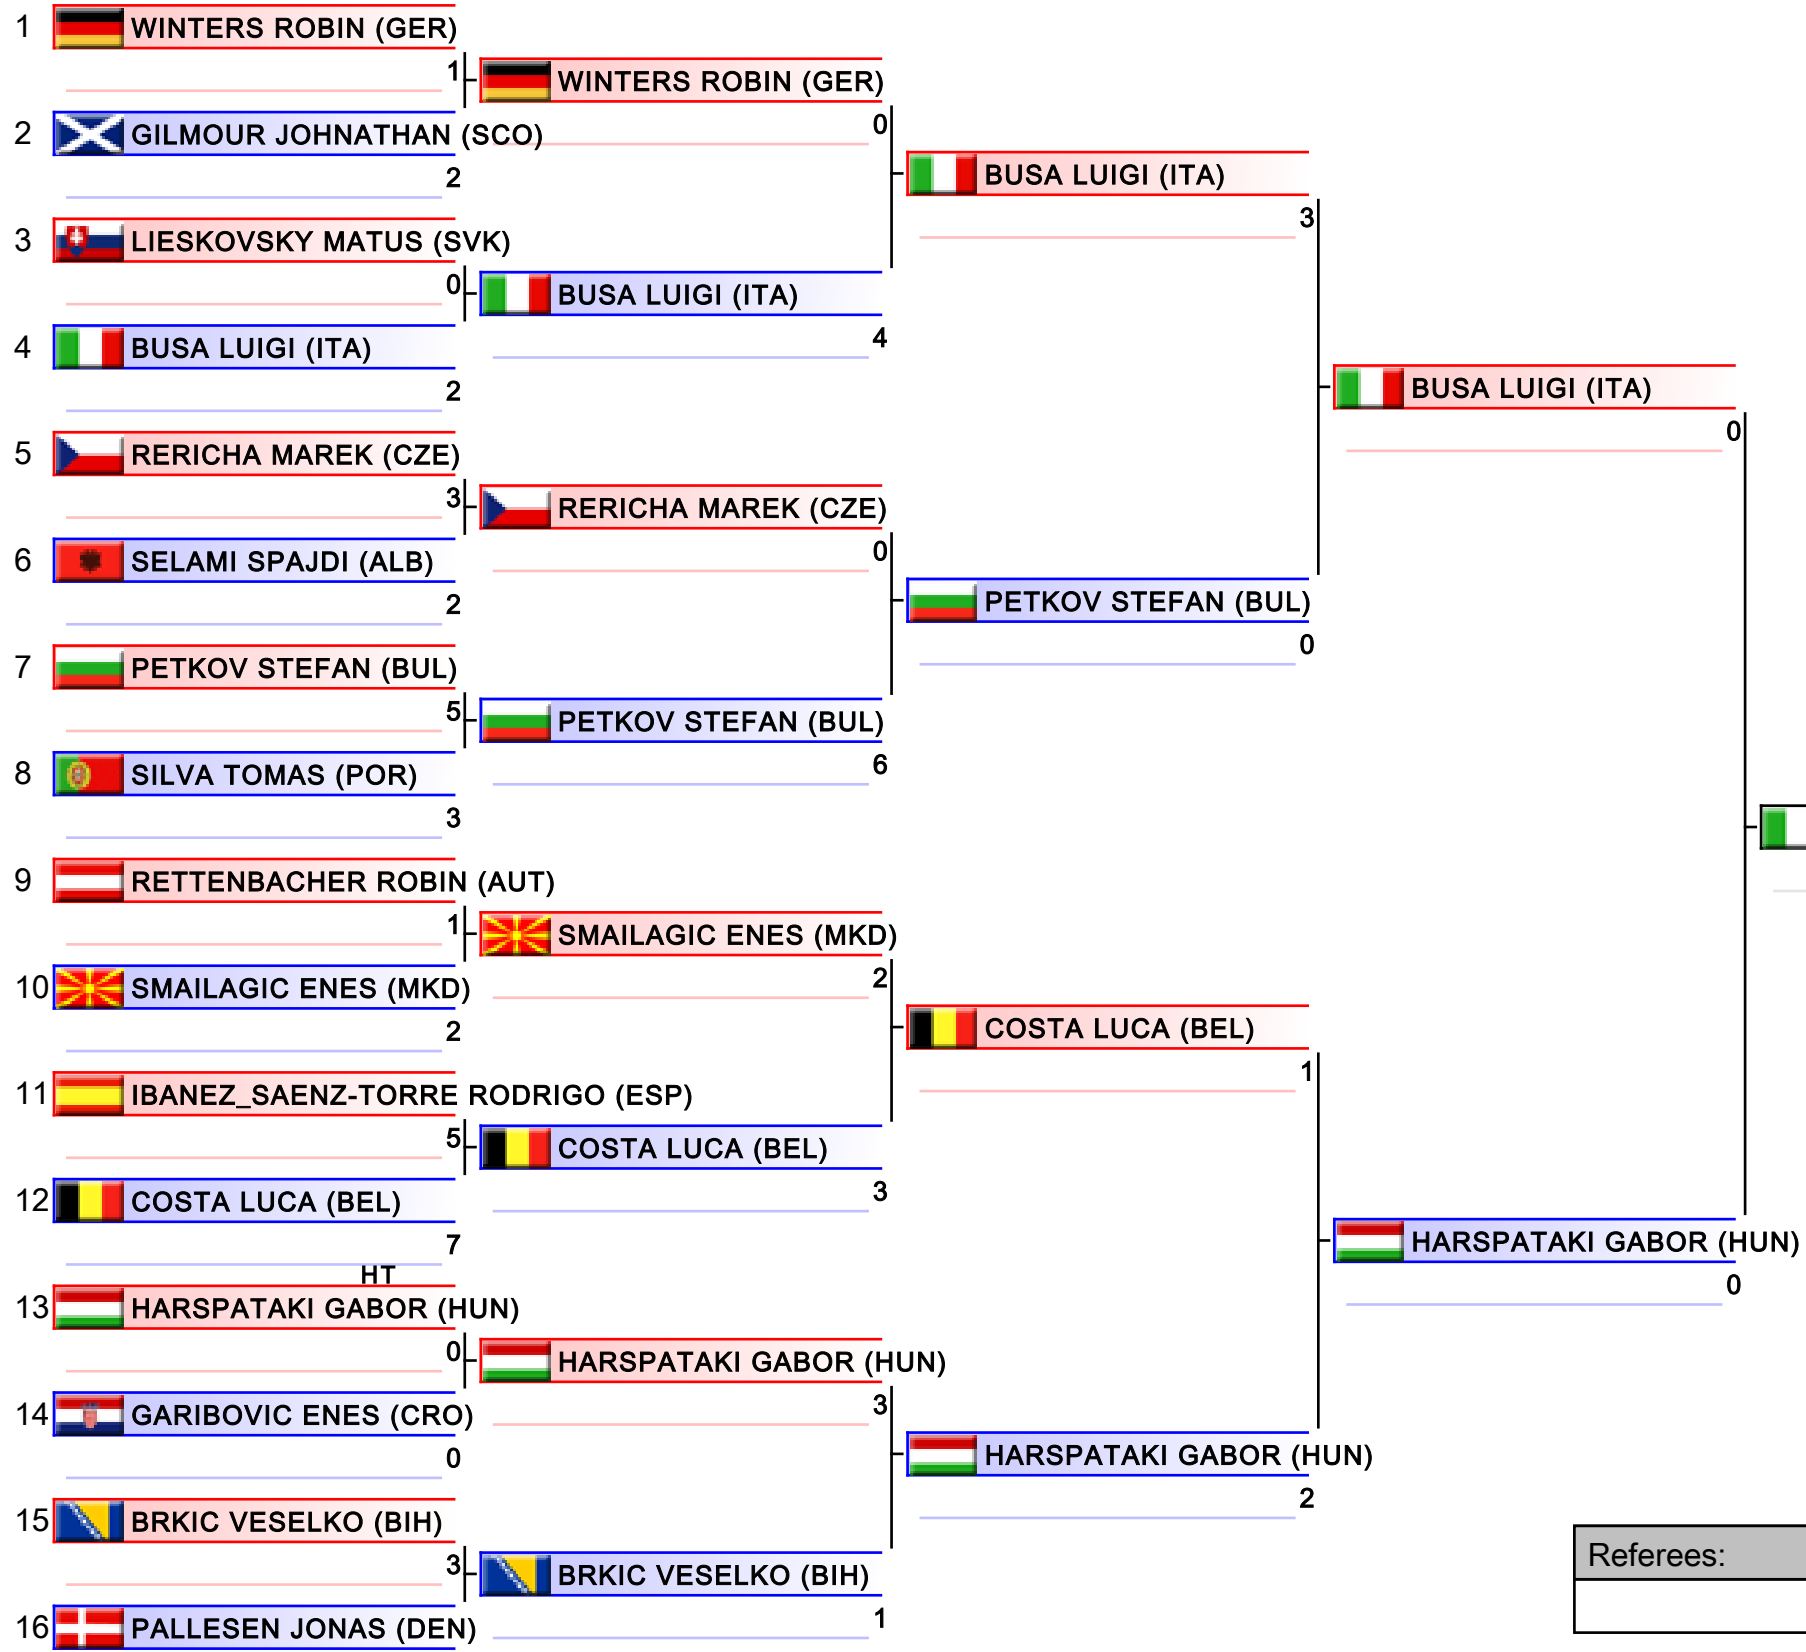 1 WINTERS ROBIN (GER)
1
2 GILMOUR JOHNATHAN (SCO)
2
3 LIESKOVSKY MATUS (SVK)
0
4 BUSA LUIGI (ITA)
2
5 RERICHA MAREK (CZE)
3
6 SELAMI SPAJDI (ALB)
2
7 PETKOV STEFAN (BUL)
5
8 SILVA TOMAS (POR)
3
9 RETTENBACHER ROBIN (AUT)
1
10 SMAILAGIC ENES (MKD)
2
11 IBANEZ_SAENZ-TORRE RODRIGO (ESP)
5
12 COSTA LUCA (BEL)
7
HT
13 HARSPATAKI GABOR (HUN)
0
14 GARIBOVIC ENES (CRO)
0
15 BRKIC VESELKO (BIH)
3
16 PALLESEN JONAS (DEN)
WINTERS ROBIN (GER)
0
BUSA LUIGI (ITA)
4
RERICHA MAREK (CZE)
0
PETKOV STEFAN (BUL)
6
SMAILAGIC ENES (MKD)
2
COSTA LUCA (BEL)
3
HARSPATAKI GABOR (HUN)
3
BRKIC VESELKO (BIH)
1
BUSA LUIGI (ITA)
3
PETKOV STEFAN (BUL)
0
COSTA LUCA (BEL)
1
HARSPATAKI GABOR (HUN)
2
BUSA LUIGI (ITA)
0
HARSPATAKI GABOR (HUN)
0
Referees: